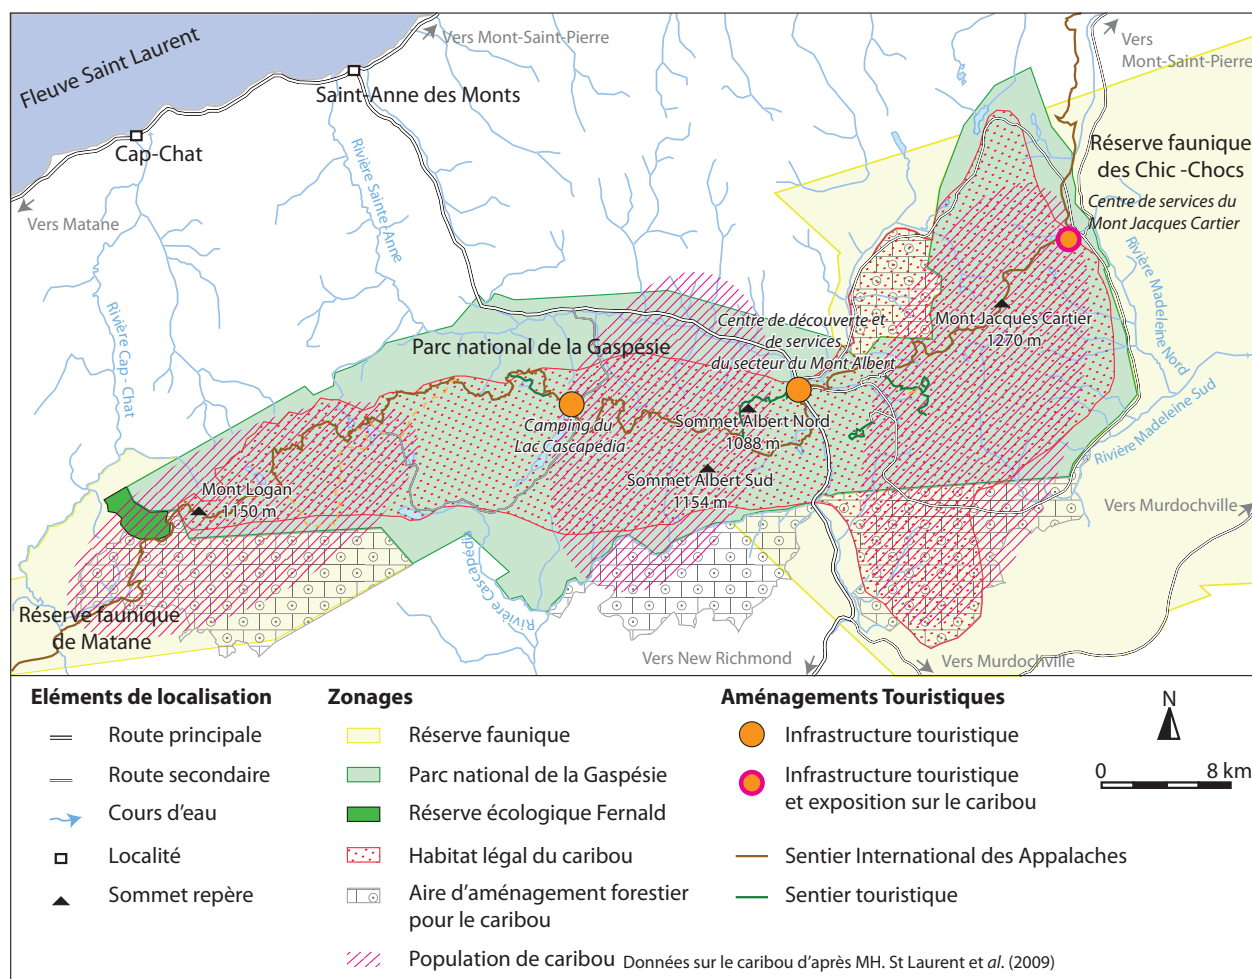 Fleuve Saint Laurent
Vers Mont-Saint-Pierre
Vers
Mont-Saint-Pierre
Saint-Anne des Monts
Cap-Chat
Vers Matane
Rivière Sainte-Anne
Rivière Cap - Chat
Réserve faunique
des Chic -Chocs
Centre de services du
Mont Jacques Cartier
Rivière Madeleine Nord
Rivière Madeleine Sud
Mont Jacques Cartier
1270 m
Centre de découverte et
de services
du secteur du Mont Albert
Parc national de la Gaspésie
Camping du
Lac Cascapédia
Sommet Albert Nord
1088 m
Sommet Albert Sud
1154 m
Mont Logan
1150 m
Rivière Cascapédia
Vers Murdochville
Réserve faunique
de Matane
Vers New Richmond
Vers Murdochville
Eléments de localisation
Route principale
Route secondaire
Cours d'eau
Localité
Sommet repère
Zonages
Réserve faunique
Parc national de la Gaspésie
Réserve écologique Fernald
Habitat légal du caribou
Aire d'aménagement forestier
pour le caribou
Population de caribou
Données sur le caribou d'après MH. St Laurent et al. (2009)
Aménagements Touristiques
Infrastructure touristique
Infrastructure touristique
et exposition sur le caribou
Sentier International des Appalaches
Sentier touristique
N
0 8 km